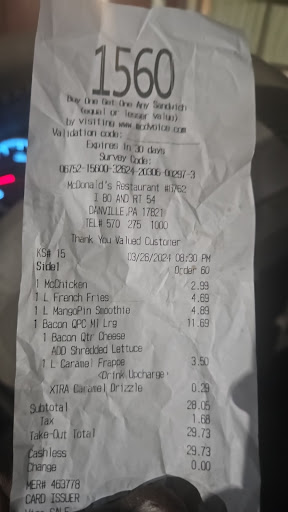 1560
Buy One Get One Any Sandwich
(equal or lesser value)
by visiting www.mcdvoice.com
Validation code:
Expires in 30 days
Survey Code:
06752-15600-32624-20306-00297-3
McDonald's Restaurant #6752
I 80 AND RT 54
DANVILLE,PA 17821
TEL# 570 275 1000
Thank You Valued Customer
KS# 15 03/26/2024 08:30 PM
Side1 Order 60
1 McChicken 2.99
1 L French Fries 4.69
1 L MangoPin Smoothie 4.89
1 Bacon QPC Ml Lrg 11.69
1 Bacon Qtr Cheese
ADD Shredded Lettuce
1 L Caramel Frappe 3.50
<Drink Upcharge>
XTRA Caramel Drizzle 0.29
Subtotal 28.05
Tax 1.68
Take-Out Total 29.73
Cashless 29.73
Change 0.00
MER# 463778
CARD ISSUER
SALE